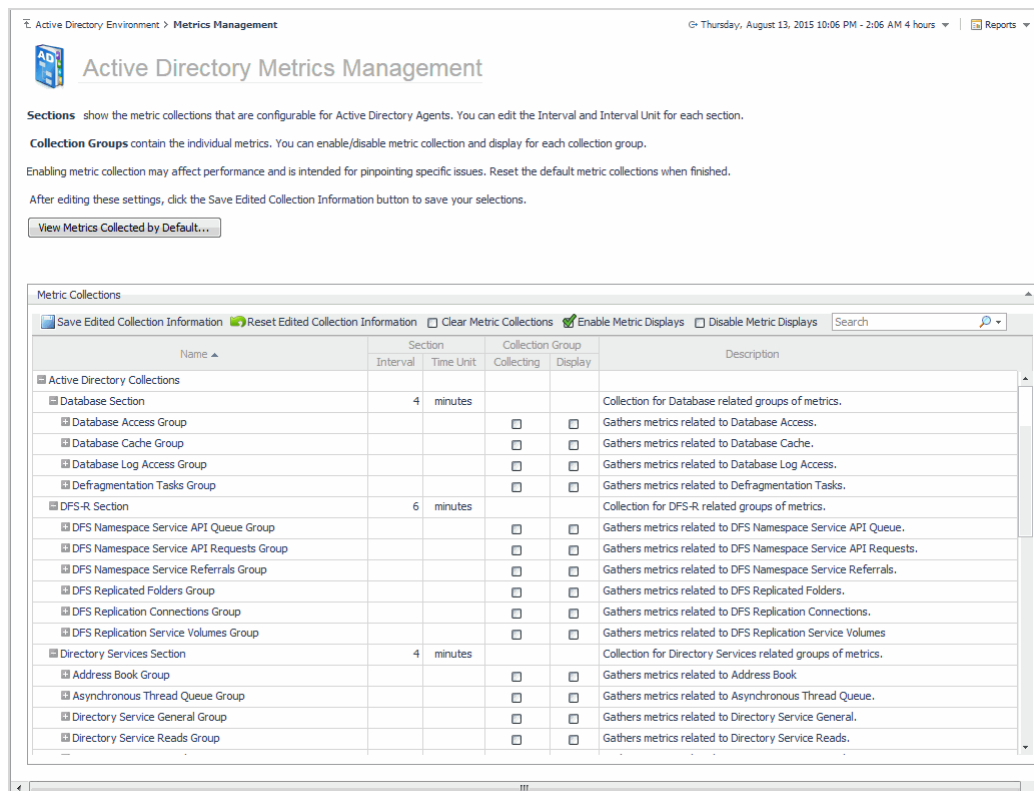 Active Directory Environment > Metrics Management
Thursday, August 13, 2015 10:06 PM - 2:06 AM 4 hours
Reports
AD
Active Directory Metrics Management
Sections show the metric collections that are configurable for Active Directory Agents. You can edit the Interval and Interval Unit for each section.
Collection Groups contain the individual metrics. You can enable/disable metric collection and display for each collection group.
Enabling metric collection may affect performance and is intended for pinpointing specific issues. Reset the default metric collections when finished.
After editing these settings, click the Save Edited Collection Information button to save your selections.
View Metrics Collected by Default...
Metric Collections
Save Edited Collection Information Reset Edited Collection Information Clear Metric Collections Enable Metric Displays Disable Metric Displays Search
Name Section Collection Group Description
Interval Time Unit Collecting Display
Active Directory Collections
Database Section 4 minutes Collection for Database related groups of metrics.
Database Access Group Gathers metrics related to Database Access.
Database Cache Group Gathers metrics related to Database Cache.
Database Log Access Group Gathers metrics related to Database Log Access.
Defragmentation Tasks Group Gathers metrics related to Defragmentation Tasks.
DFS-R Section 6 minutes Collection for DFS-R related groups of metrics.
DFS Namespace Service API Queue Group Gathers metrics related to DFS Namespace Service API Queue.
DFS Namespace Service API Requests Group Gathers metrics related to DFS Namespace Service API Requests.
DFS Namespace Service Referrals Group Gathers metrics related to DFS Namespace Service Referrals.
DFS Replicated Folders Group Gathers metrics related to DFS Replicated Folders.
DFS Replication Connections Group Gathers metrics related to DFS Replication Connections.
DFS Replication Service Volumes Group Gathers metrics related to DFS Replication Service Volumes
Directory Services Section 4 minutes Collection for Directory Services related groups of metrics.
Address Book Group Gathers metrics related to Address Book
Asynchronous Thread Queue Group Gathers metrics related to Asynchronous Thread Queue.
Directory Service General Group Gathers metrics related to Directory Service General.
Directory Service Reads Group Gathers metrics related to Directory Service Reads.